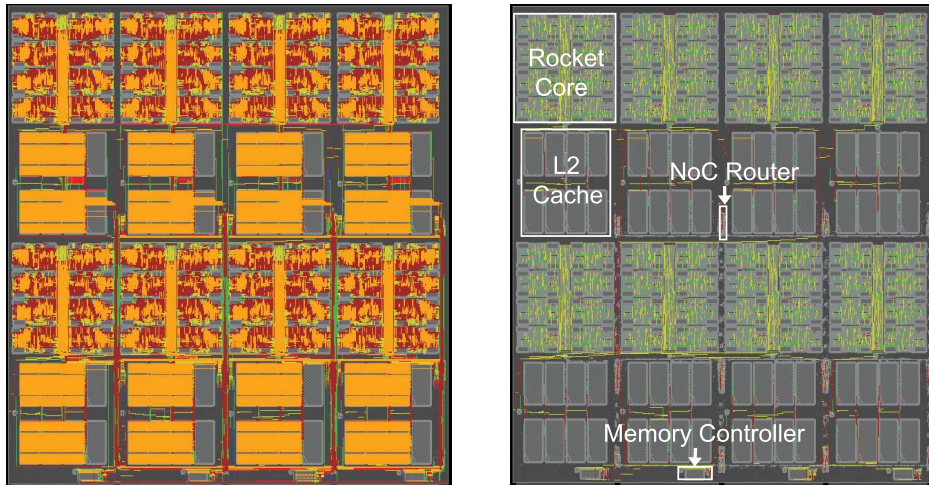 Rocket
Core
L2
Cache
NoC Router
Memory Controller